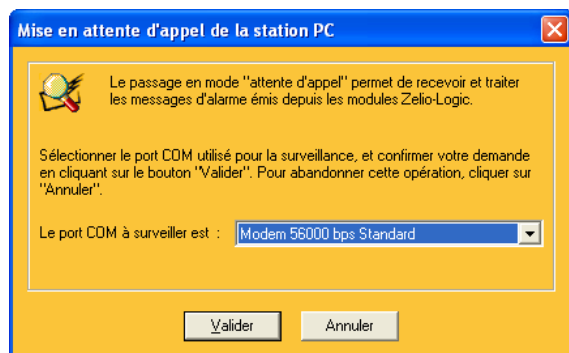 Mise en attente d'appel de la station PC
Le passage en mode "attente d'appel" permet de recevoir et traiter
les messages d'alarme émis depuis les modules Zelio-Logic.
Sélectionner le port COM utilisé pour la surveillance, et confirmer votre demande
en cliquant sur le bouton "Valider". Pour abandonner cette opération, cliquer sur
"Annuler".
Le port COM à surveiller est : Modem 56000 bps Standard
Valider Annuler